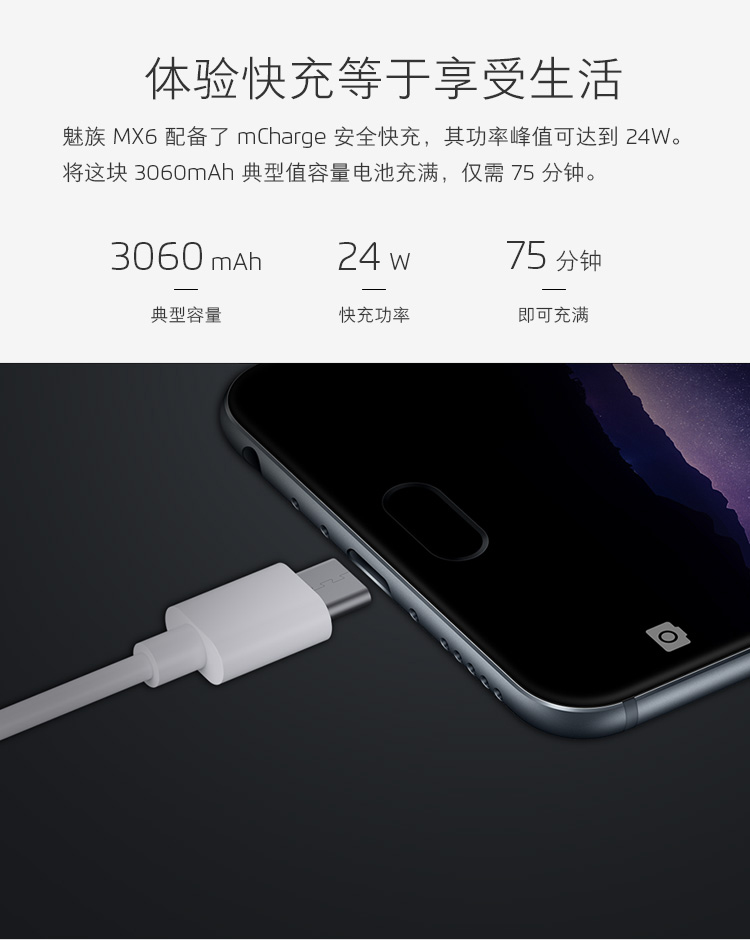 体验快充等于享受生活
魅族 MX6 配备了 mCharge 安全快充，其功率峰值可达到 24W。
将这块 3060mAh 典型值容量电池充满，仅需 75 分钟。
3060 mAh 24 W 75 分钟
典型容量 快充功率 即可充满